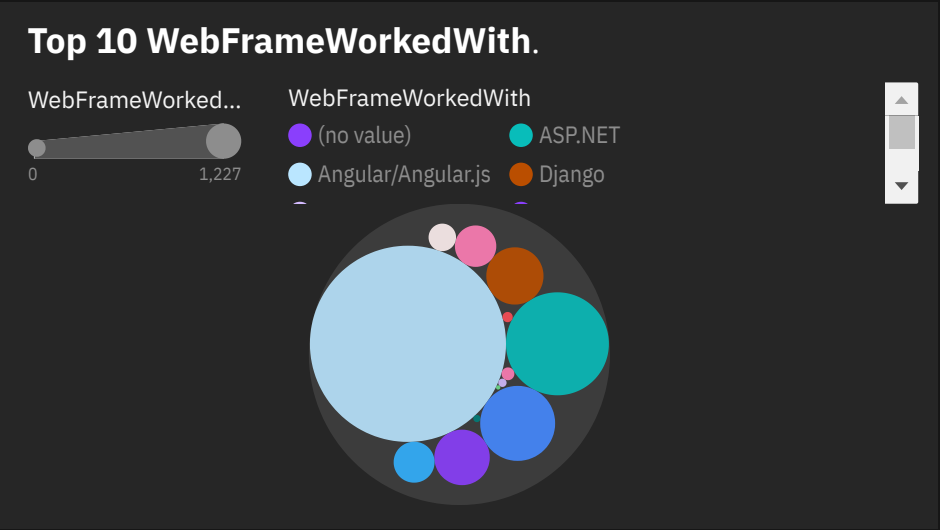 Top 10 WebFrameWorkedWith.
WebFrameWorked...
0 1,227
WebFrameWorkedWith
(no value) ASP.NET
Angular/Angular.js Django